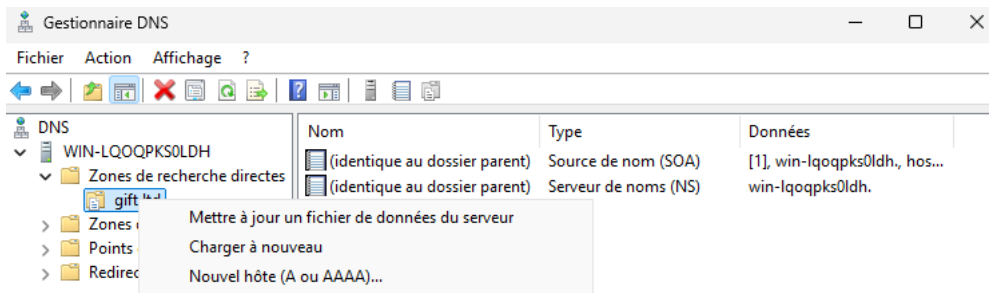 Gestionnaire DNS
Fichier Action Affichage ?
DNS
WIN-LQOQPKS0LDH
Zones de recherche directes
Zones
Points
Nom Type Données
(identique au dossier parent) Source de nom (SOA) [1], win-lqoqpks0ldh., hos...
(identique au dossier parent) Serveur de noms (NS) win-lqoqpks0ldh.
Mettre à jour un fichier de données du serveur
Charger à nouveau
Nouvel hôte (A ou AAAA)...